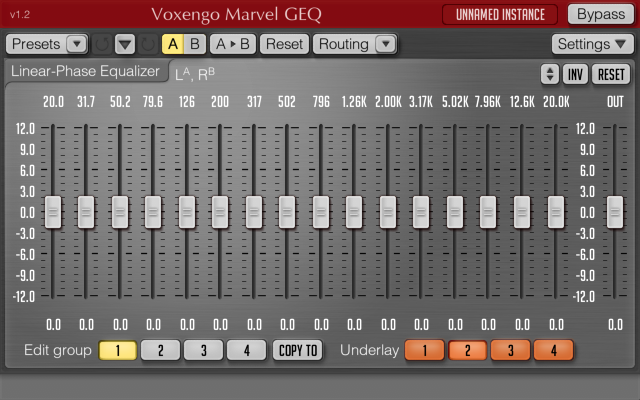 v1.2 Voxengo Marvel GEQ UNNAMED INSTANCE Bypass
Presets A B A ▸ B Reset Routing Settings
Linear-Phase Equalizer Lᴬ, Rᴮ INV RESET
20.0 31.7 50.2 79.6 126 200 317 502 796 1.26K 2.00K 3.17K 5.02K 7.96K 12.6K 20.0K OUT
12.0 12.0
9.0 9.0
6.0 6.0
3.0 3.0
0.0 0.0
-3.0 -3.0
-6.0 -6.0
-9.0 -9.0
-12.0 -12.0
0.0 0.0 0.0 0.0 0.0 0.0 0.0 0.0 0.0 0.0 0.0 0.0 0.0 0.0 0.0 0.0 0.0
Edit group 1 2 3 4 COPY TO Underlay 1 2 3 4